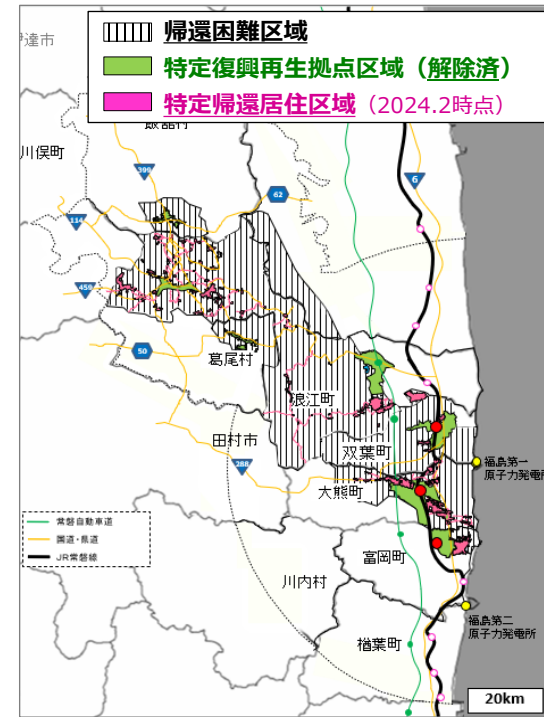 伊達市
帰還困難区域
特定復興再生拠点区域（解除済）
特定帰還居住区域（2024.2時点）
飯舘村
川俣町
399
62
6
114
459
50
葛尾村
浪江町
田村市
双葉町
288
大熊町
福島第一
原子力発電所
常磐自動車道
国道・県道
JR常磐線
富岡町
川内村
福島第二
原子力発電所
楢葉町
20km